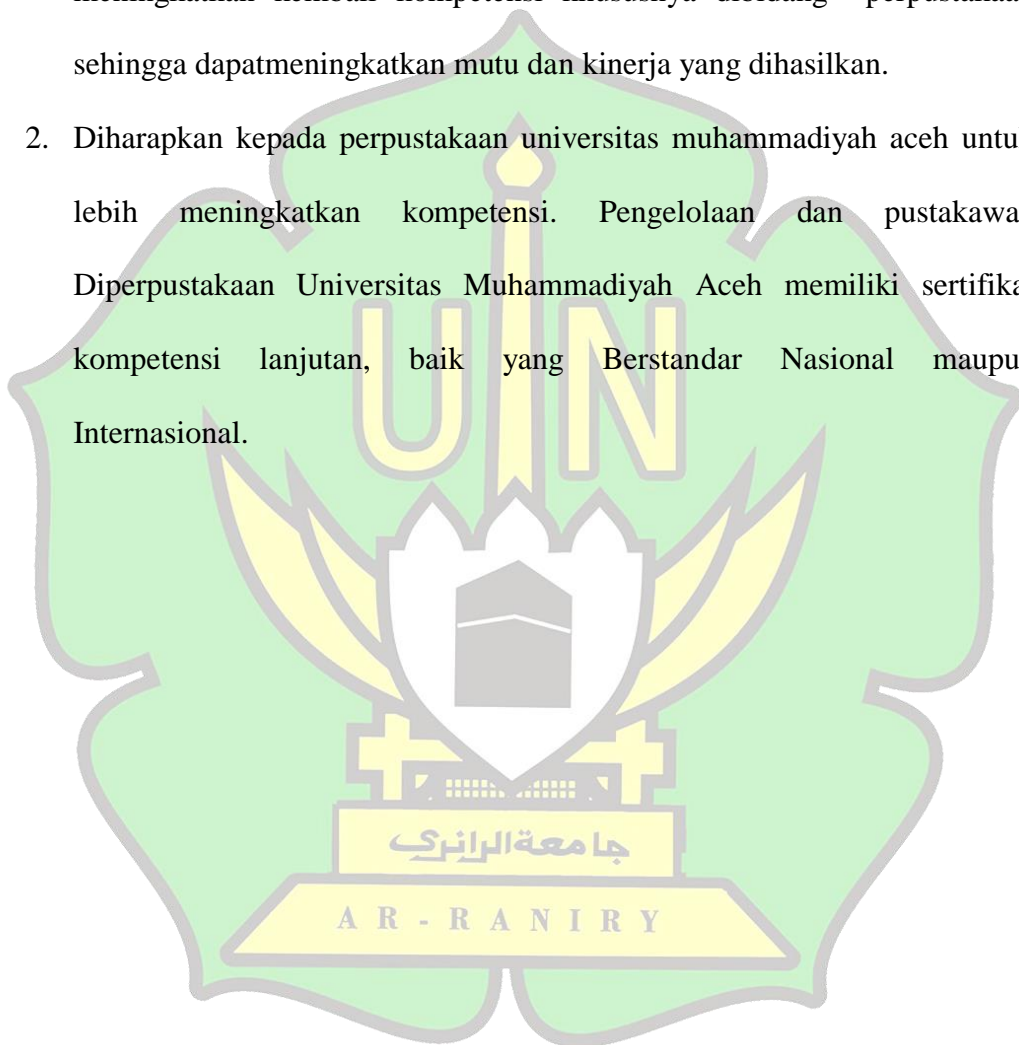 sehingga dapatmeningkatkan mutu dan kinerja yang dihasilkan.
2. Diharapkan kepada perpustakaan universitas muhammadiyah aceh untu
lebih meningkatkan kompetensi. Pengelolaan dan pustakawa
Diperpustakaan Universitas Muhammadiyah Aceh memiliki sertifika
kompetensi lanjutan, baik yang Berstandar Nasional maupu
Internasional.
UIN
جامعة الرانري
AR-RANIRY